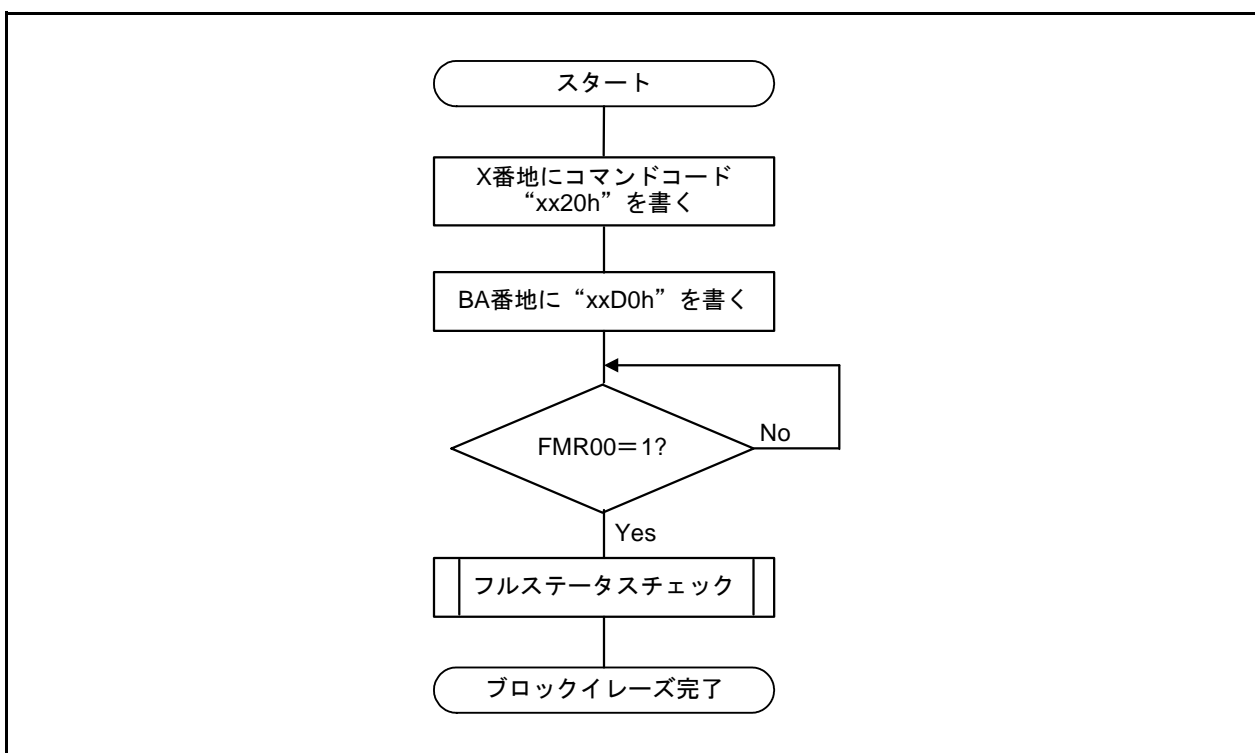 スタート
X番地にコマンドコード
“xx20h”を書く
BA番地に“xxD0h”を書く
FMR00＝1?
No
Yes
フルステータスチェック
ブロックイレーズ完了